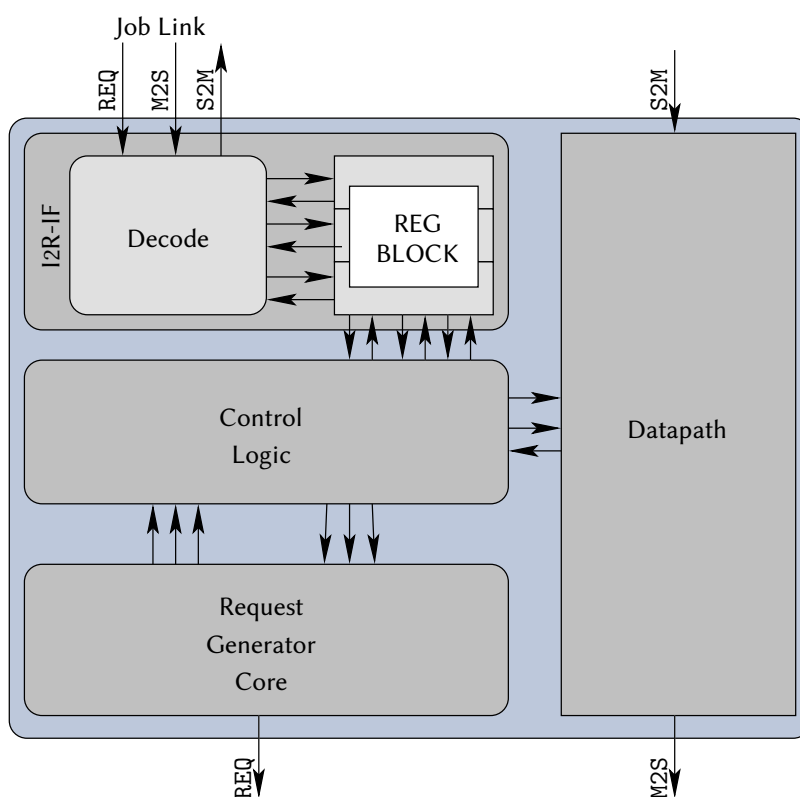 Job Link
REQ
M2S
S2M
S2M
I2R-IF
Decode
REG
BLOCK
Control
Logic
Datapath
Request
Generator
Core
REQ
M2S